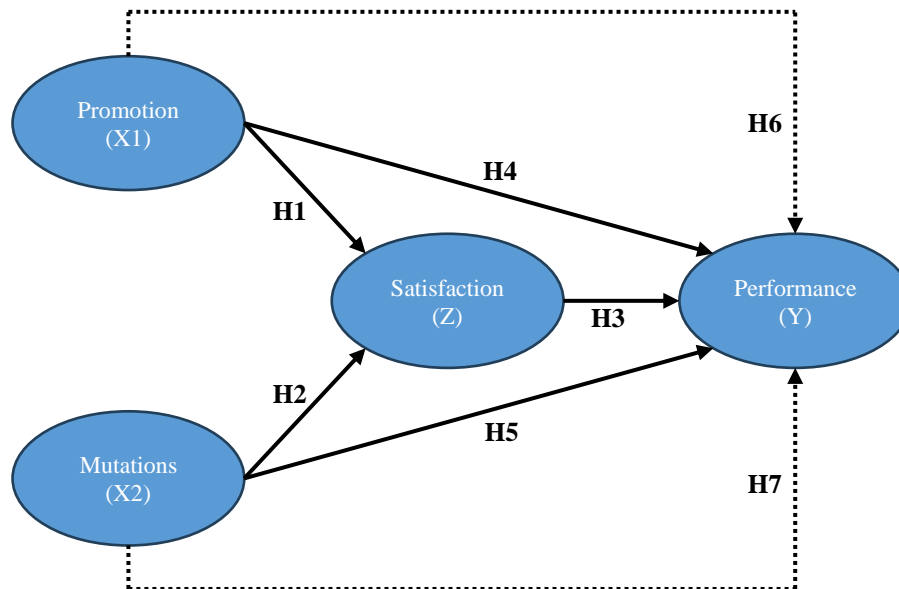 Promotion
(X1)
H6
H4
H1
Satisfaction
(Z)
Performance
(Y)
H3
H2
H5
Mutations
(X2)
H7